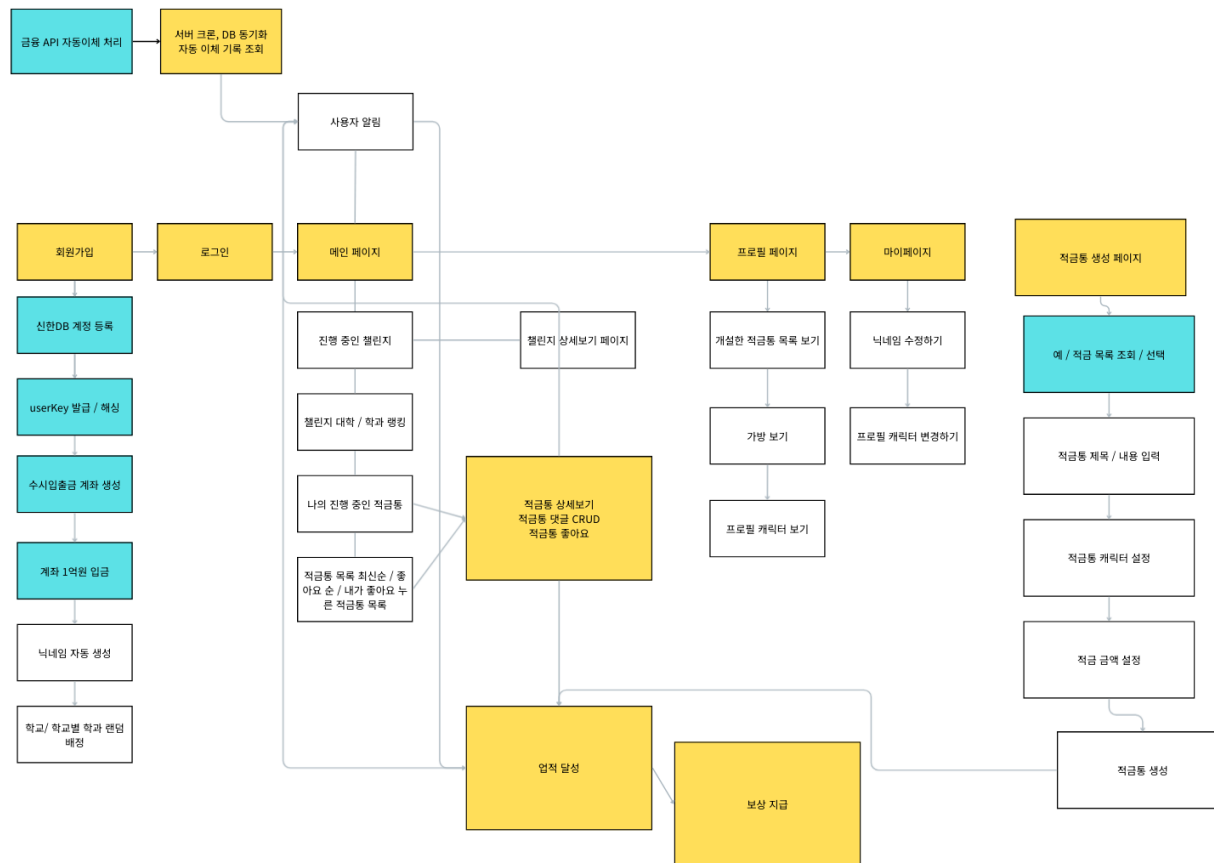 금융 API 자동이체 처리
서버 크론, DB 동기화
자동 이체 기록 조회
사용자 알림
회원가입
로그인
메인 페이지
프로필 페이지
마이페이지
적금통 생성 페이지
신한DB 계정 등록
진행 중인 챌린지
챌린지 상세보기 페이지
개설한 적금통 목록 보기
닉네임 수정하기
예 / 적금 목록 조회 / 선택
userKey 발급 / 해싱
챌린지 대학 / 학과 랭킹
가방 보기
프로필 캐릭터 변경하기
적금통 제목 / 내용 입력
수시입출금 계좌 생성
나의 진행 중인 적금통
적금통 상세보기
적금통 댓글 CRUD
적금통 좋아요
프로필 캐릭터 보기
적금통 캐릭터 설정
계좌 1억원 입금
적금통 목록 최신순 / 좋
아요 순 / 내가 좋아요 누
른 적금통 목록
닉네임 자동 생성
적금 금액 설정
학교/ 학교별 학과 랜덤
배정
업적 달성
보상 지급
적금통 생성